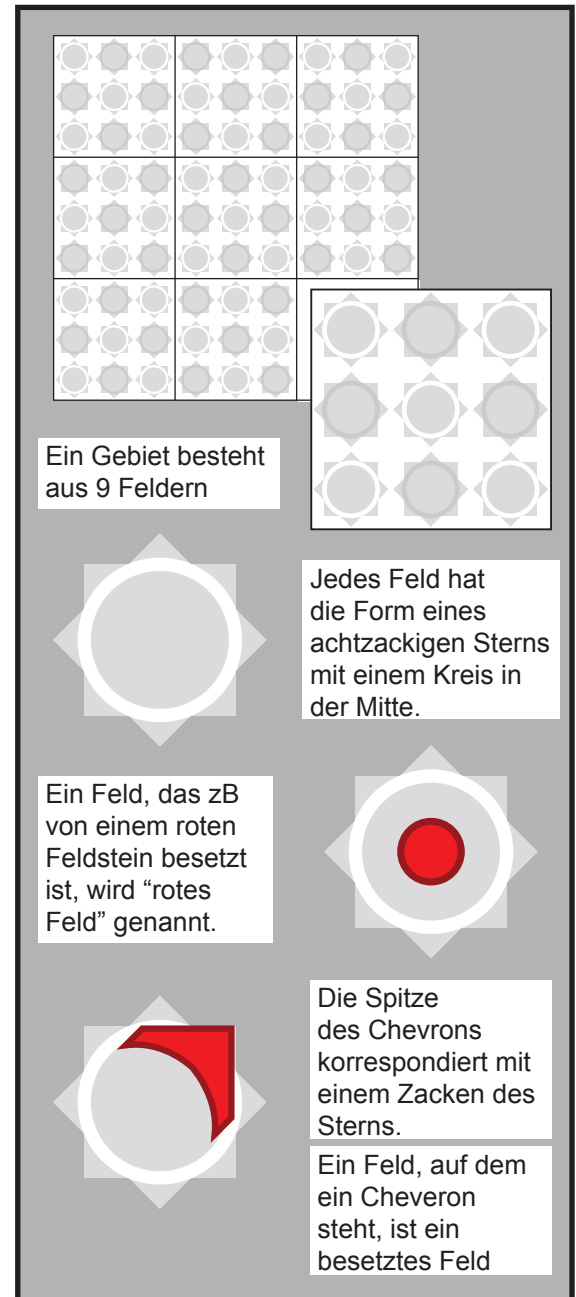 Ein Gebiet besteht
aus 9 Feldern
Jedes Feld hat
die Form eines
achtzackigen Sterns
mit einem Kreis in
der Mitte.
Ein Feld, das zB
von einem roten
Feldstein besetzt
ist, wird “rotes
Feld” genannt.
Die Spitze
des Chevrons
korrespondiert mit
einem Zacken des
Sterns.
Ein Feld, auf dem
ein Cheveron
steht, ist ein
besetztes Feld